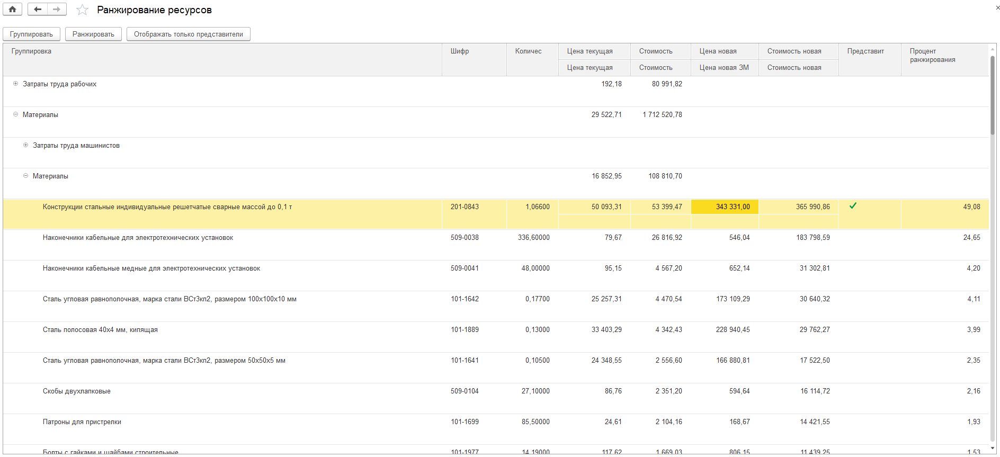 Ранжирование ресурсов
Группировать Ранжировать Отображать только представители
Группировка Шифр Количес Цена текущая Стоимость Цена новая Стоимость новая Представит Процент ранжирования
Цена текущая Стоимость Цена новая ЗМ Стоимость новая
Затраты труда рабочих 192,18 80 991,82
Материалы 29 522,71 1 712 520,78
Затраты труда машинистов
Материалы 16 852,95 108 810,70
Конструкции стальные индивидуальные решетчатые сварные массой до 0,1 т 201-0843 1,06600 50 093,31 53 399,47 343 331,00 365 990,86 49,08
Наконечники кабельные для электротехнических установок 509-0038 336,60000 79,67 26 816,92 546,04 183 798,59 24,65
Наконечники кабельные медные для электротехнических установок 509-0041 48,00000 95,15 4 567,20 652,14 31 302,81 4,20
Сталь угловая равнополочная, марка стали ВСт3кп2, размером 100х100х10 мм 101-1642 0,17700 25 257,31 4 470,54 173 109,29 30 640,32 4,11
Сталь полосовая 40х4 мм, кипящая 101-1889 0,13000 33 403,29 4 342,43 228 940,45 29 762,27 3,99
Сталь угловая равнополочная, марка стали ВСт3кп2, размером 50х50х5 мм 101-1641 0,10500 24 348,55 2 556,60 166 880,81 17 522,50 2,35
Скобы двухлапковые 509-0104 27,10000 86,76 2 351,20 594,64 16 114,72 2,16
Патроны для пристрелки 101-1699 85,50000 24,61 2 104,16 168,67 14 421,55 1,93
Болты с гайками и шайбами строительные 101-1977 14,19000 117,62 1 669,03 806,15 11 439,25 1,53